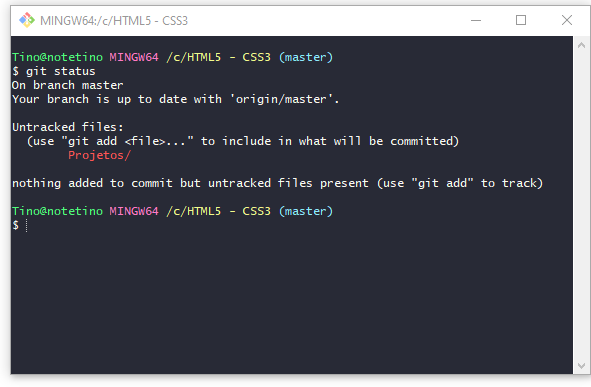 MINGW64:/c/HTML5 - CSS3
Tino@notetino MINGW64 /c/HTML5 - CSS3 (master)
$ git status
On branch master
Your branch is up to date with 'origin/master'.
Untracked files:
  (use "git add <file>..." to include in what will be committed)
        Projetos/
nothing added to commit but untracked files present (use "git add" to track)
Tino@notetino MINGW64 /c/HTML5 - CSS3 (master)
$